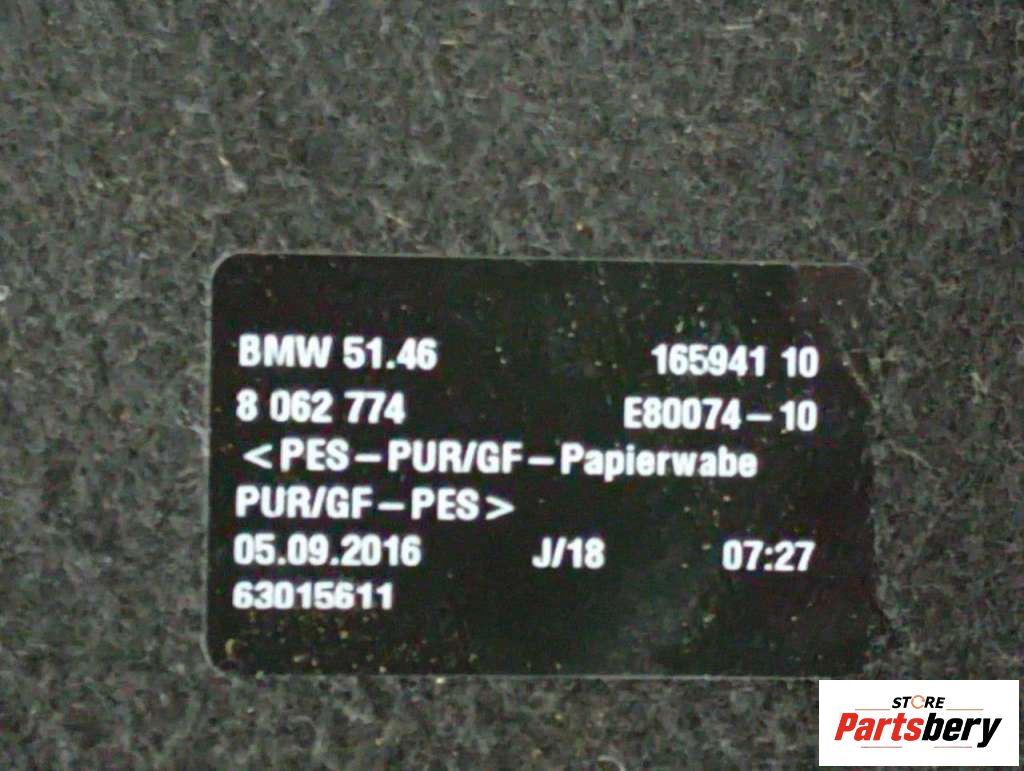 BMW 51.46 165941 10
8 062 774 E80074-10
<PES-PUR/GF-Papierwabe
PUR/GF-PES>
05.09.2016 J/18 07:27
63015611
STORE
Partsbery